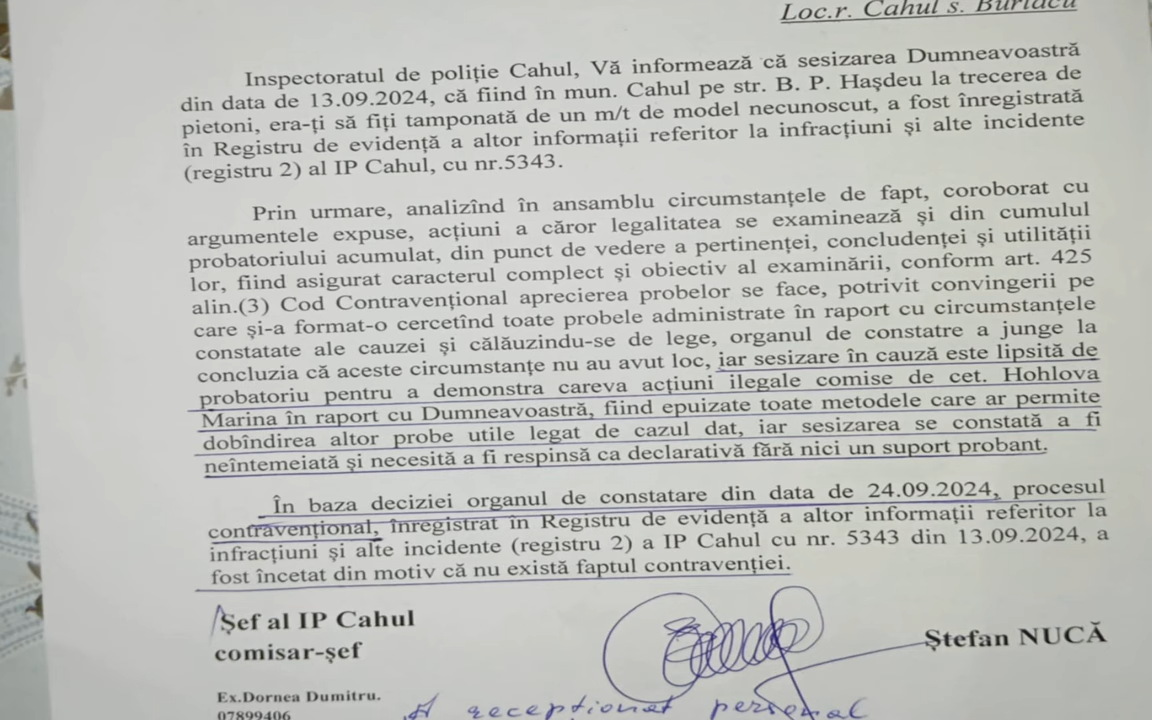 Loc.r. Cahul s. Burlacu
Inspectoratul de poliție Cahul, Vă informează că sesizarea Dumneavoastră
din data de 13.09.2024, că fiind în mun. Cahul pe str. B. P. Hașdeu la trecerea de
pietoni, era-ți să fiți tamponată de un m/t de model necunoscut, a fost înregistrată
în Registru de evidență a altor informații referitor la infracțiuni și alte incidente
(registru 2) al IP Cahul, cu nr.5343.
Prin urmare, analizînd în ansamblu circumstanțele de fapt, coroborat cu
argumentele expuse, acțiuni a căror legalitatea se examinează și din cumulul
probatoriului acumulat, din punct de vedere a pertinenței, concludenței și utilității
lor, fiind asigurat caracterul complect și obiectiv al examinării, conform art. 425
alin.(3) Cod Contravențional aprecierea probelor se face, potrivit convingerii pe
care și-a format-o cercetînd toate probele administrate în raport cu circumstanțele
constatate ale cauzei și călăuzindu-se de lege, organul de constatre a junge la
concluzia că aceste circumstanțe nu au avut loc, iar sesizare în cauză este lipsită de
probatoriu pentru a demonstra careva acțiuni ilegale comise de cet. Hohlova
Marina în raport cu Dumneavoastră, fiind epuizate toate metodele care ar permite
dobîndirea altor probe utile legat de cazul dat, iar sesizarea se constată a fi
neîntemeiată și necesită a fi respinsă ca declarativă fără nici un suport probant.
În baza deciziei organul de constatare din data de 24.09.2024, procesul
contravențional, înregistrat în Registru de evidență a altor informații referitor la
infracțiuni și alte incidente (registru 2) a IP Cahul cu nr. 5343 din 13.09.2024, a
fost încetat din motiv că nu există faptul contravenției.
Șef al IP Cahul
comisar-șef
Ștefan NUCĂ
Ex.Dornea Dumitru.
07899406
A recepționat personal